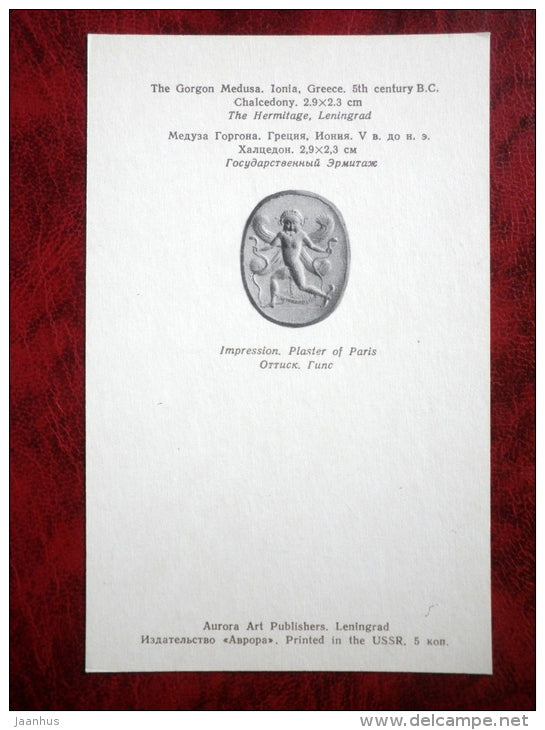 The Gorgon Medusa. Ionia, Greece. 5th century B.C.
Chalcedony. 2.9×2.3 cm
The Hermitage, Leningrad
Медуза Горгона. Греция, Иония. V в. до н. э.
Халцедон. 2,9×2,3 см
Государственный Эрмитаж
Impression. Plaster of Paris
Оттиск. Гипс
Aurora Art Publishers. Leningrad
Издательство «Аврора». Printed in the USSR. 5 коп.
jaanhus
www.delcampe.net